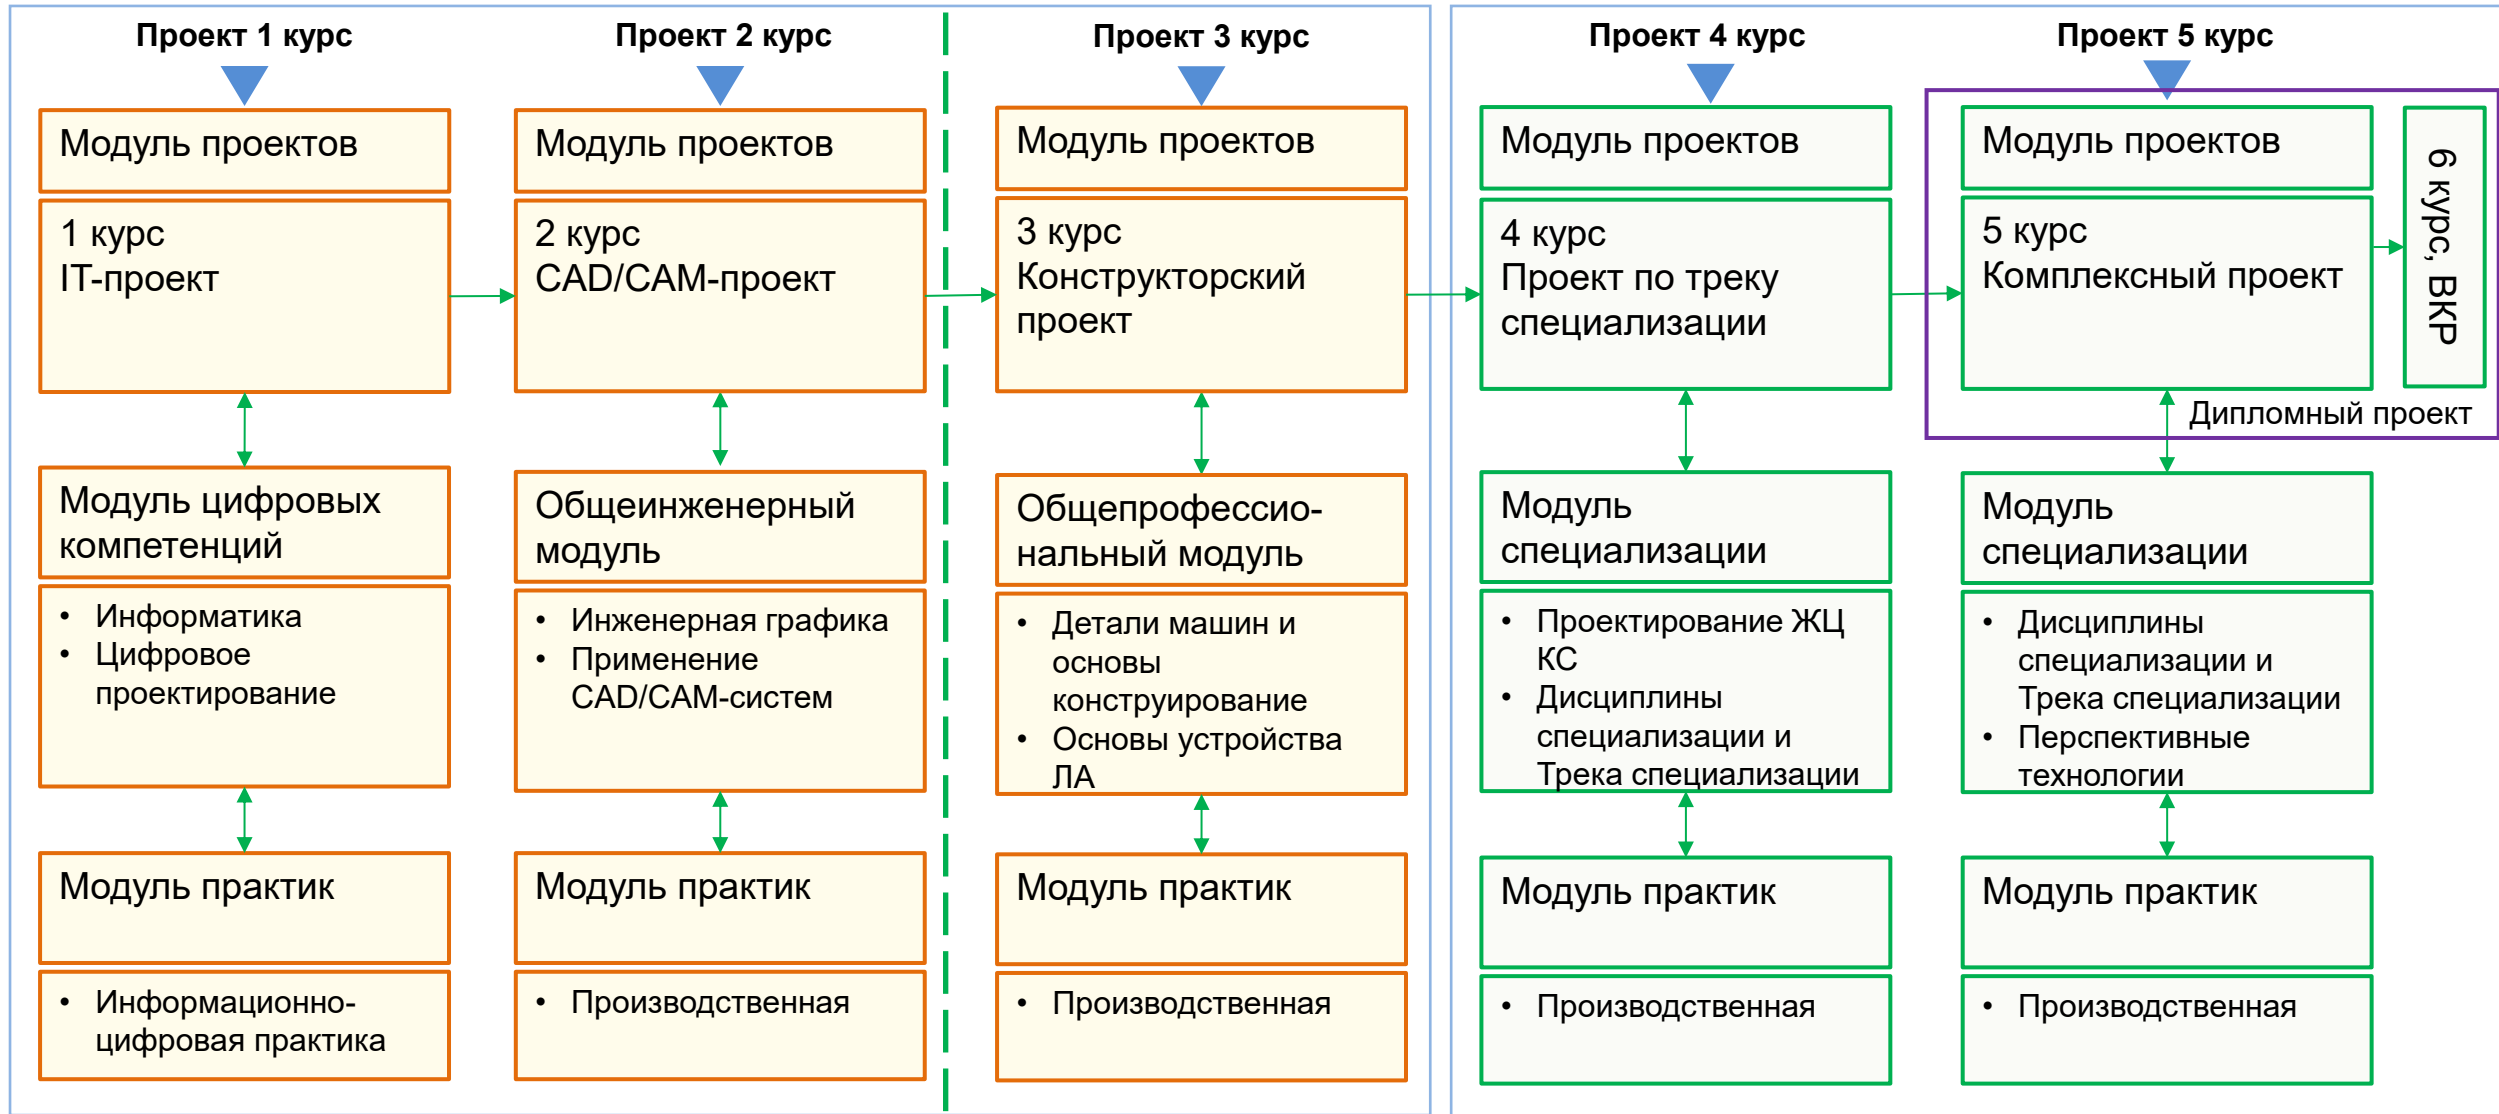 Проект 1 курс
Модуль проектов
1 курс
IT-проект
Модуль цифровых
компетенций
• Информатика
• Цифровое
проектирование
Модуль практик
• Информационно-
цифровая практика
Проект 2 курс
Модуль проектов
2 курс
CAD/CAM-проект
Общеинженерный
модуль
• Инженерная графика
• Применение
CAD/CAM-систем
Модуль практик
• Производственная
Проект 3 курс
Модуль проектов
3 курс
Конструкторский
проект
Общепрофессио-
нальный модуль
• Детали машин и
основы
конструирование
• Основы устройства
ЛА
Модуль практик
• Производственная
Проект 4 курс
Модуль проектов
4 курс
Проект по треку
специализации
Модуль
специализации
• Проектирование ЖЦ
КС
• Дисциплины
специализации и
Трека специализации
Модуль практик
• Производственная
Проект 5 курс
Модуль проектов
5 курс
Комплексный проект
6 курс, ВКР
Дипломный проект
Модуль
специализации
• Дисциплины
специализации и
Трека специализации
• Перспективные
технологии
Модуль практик
• Производственная